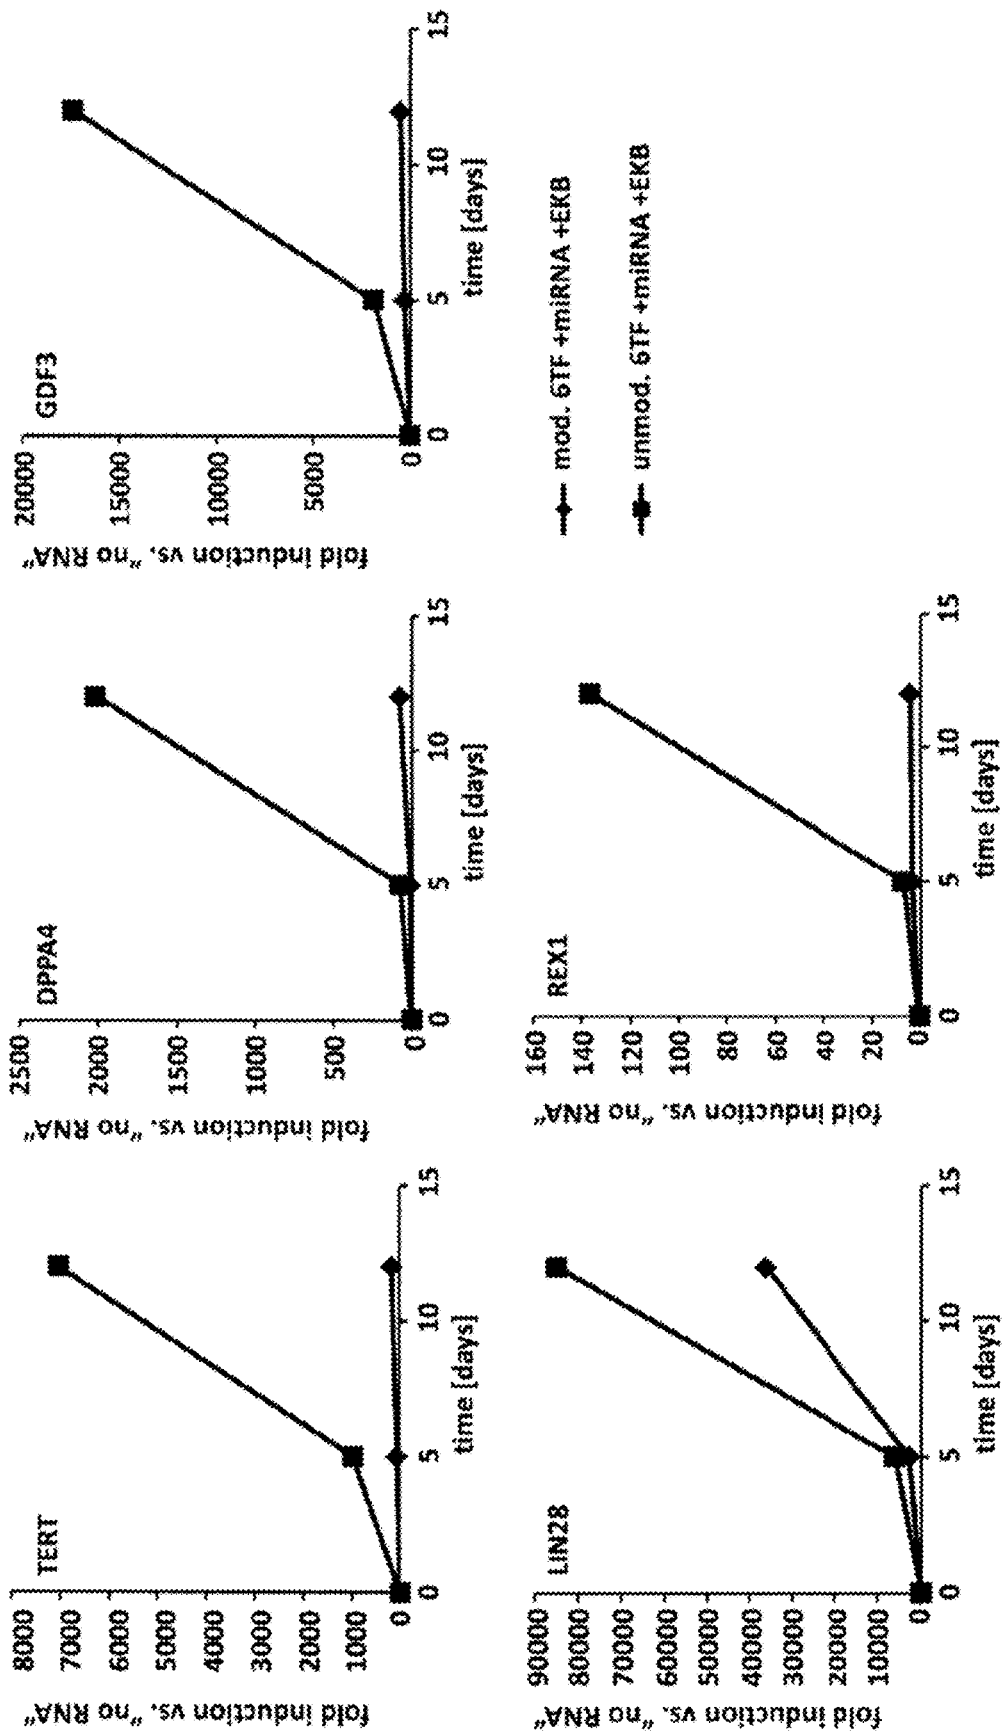 TERT
fold induction vs. "no RNA"
8000
7000
6000
5000
4000
3000
2000
1000
0
0 5 10 15
time [days]
DPPA4
fold induction vs. "no RNA"
2500
2000
1500
1000
500
0
0 5 10 15
time [days]
GDF3
fold induction vs. "no RNA"
20000
15000
10000
5000
0
0 5 10 15
time [days]
LIN28
fold induction vs. "no RNA"
90000
80000
70000
60000
50000
40000
30000
20000
10000
0
0 5 10 15
time [days]
REX1
fold induction vs. "no RNA"
160
140
120
100
80
60
40
20
0
0 5 10 15
time [days]
mod. 6TF +miRNA +EKB
unmod. 6TF +miRNA +EKB